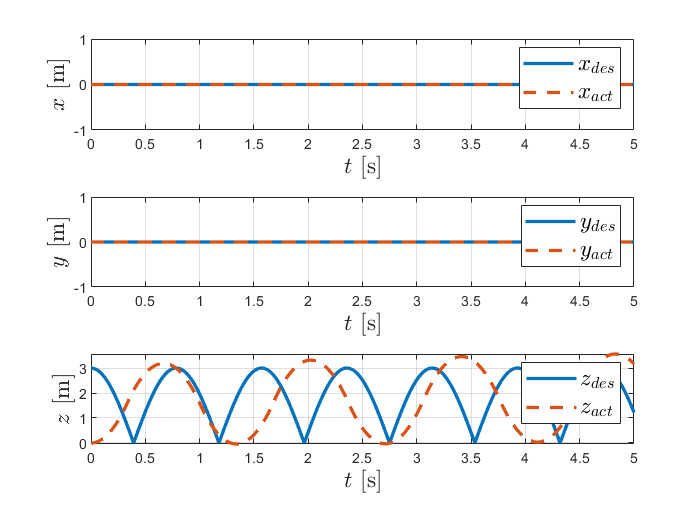 1
0
-1
x [m]
x_des
x_act
0 0.5 1 1.5 2 2.5 3 3.5 4 4.5 5
t [s]
1
0
-1
y [m]
y_des
y_act
0 0.5 1 1.5 2 2.5 3 3.5 4 4.5 5
t [s]
3
2
1
0
z [m]
z_des
z_act
0 0.5 1 1.5 2 2.5 3 3.5 4 4.5 5
t [s]